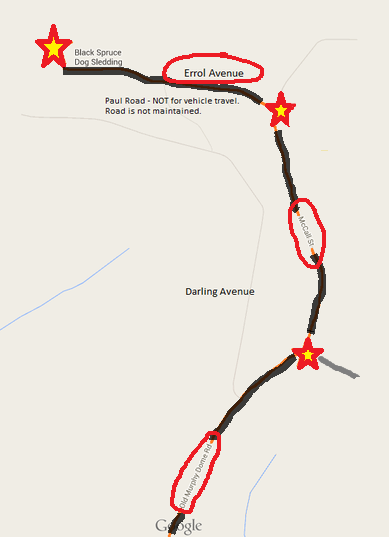 Black Spruce
Dog Sledding
Errol Avenue
Paul Road - NOT for vehicle travel.
Road is not maintained.
McCall St
Darling Avenue
Old Murphy Dome Rd
Google